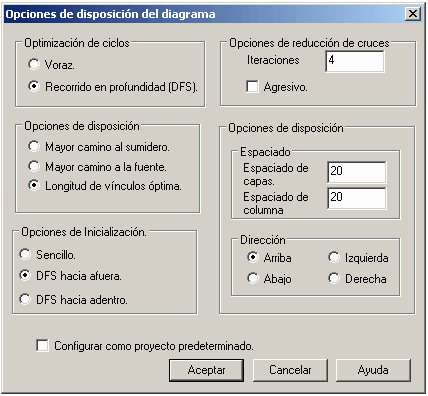 Opciones de disposición del diagrama
Optimización de ciclos
Voraz.
Recorrido en profundidad (DFS).
Opciones de reducción de cruces
Iteraciones
4
Agresivo.
Opciones de disposición
Mayor camino al sumidero.
Mayor camino a la fuente.
Longitud de vínculos óptima.
Opciones de disposición
Espaciado
Espaciado de capas.
20
Espaciado de columna
20
Opciones de Inicialización.
Sencillo.
DFS hacia afuera.
DFS hacia adentro.
Dirección
Arriba
Izquierda
Abajo
Derecha
Configurar como proyecto predeterminado.
Aceptar
Cancelar
Ayuda